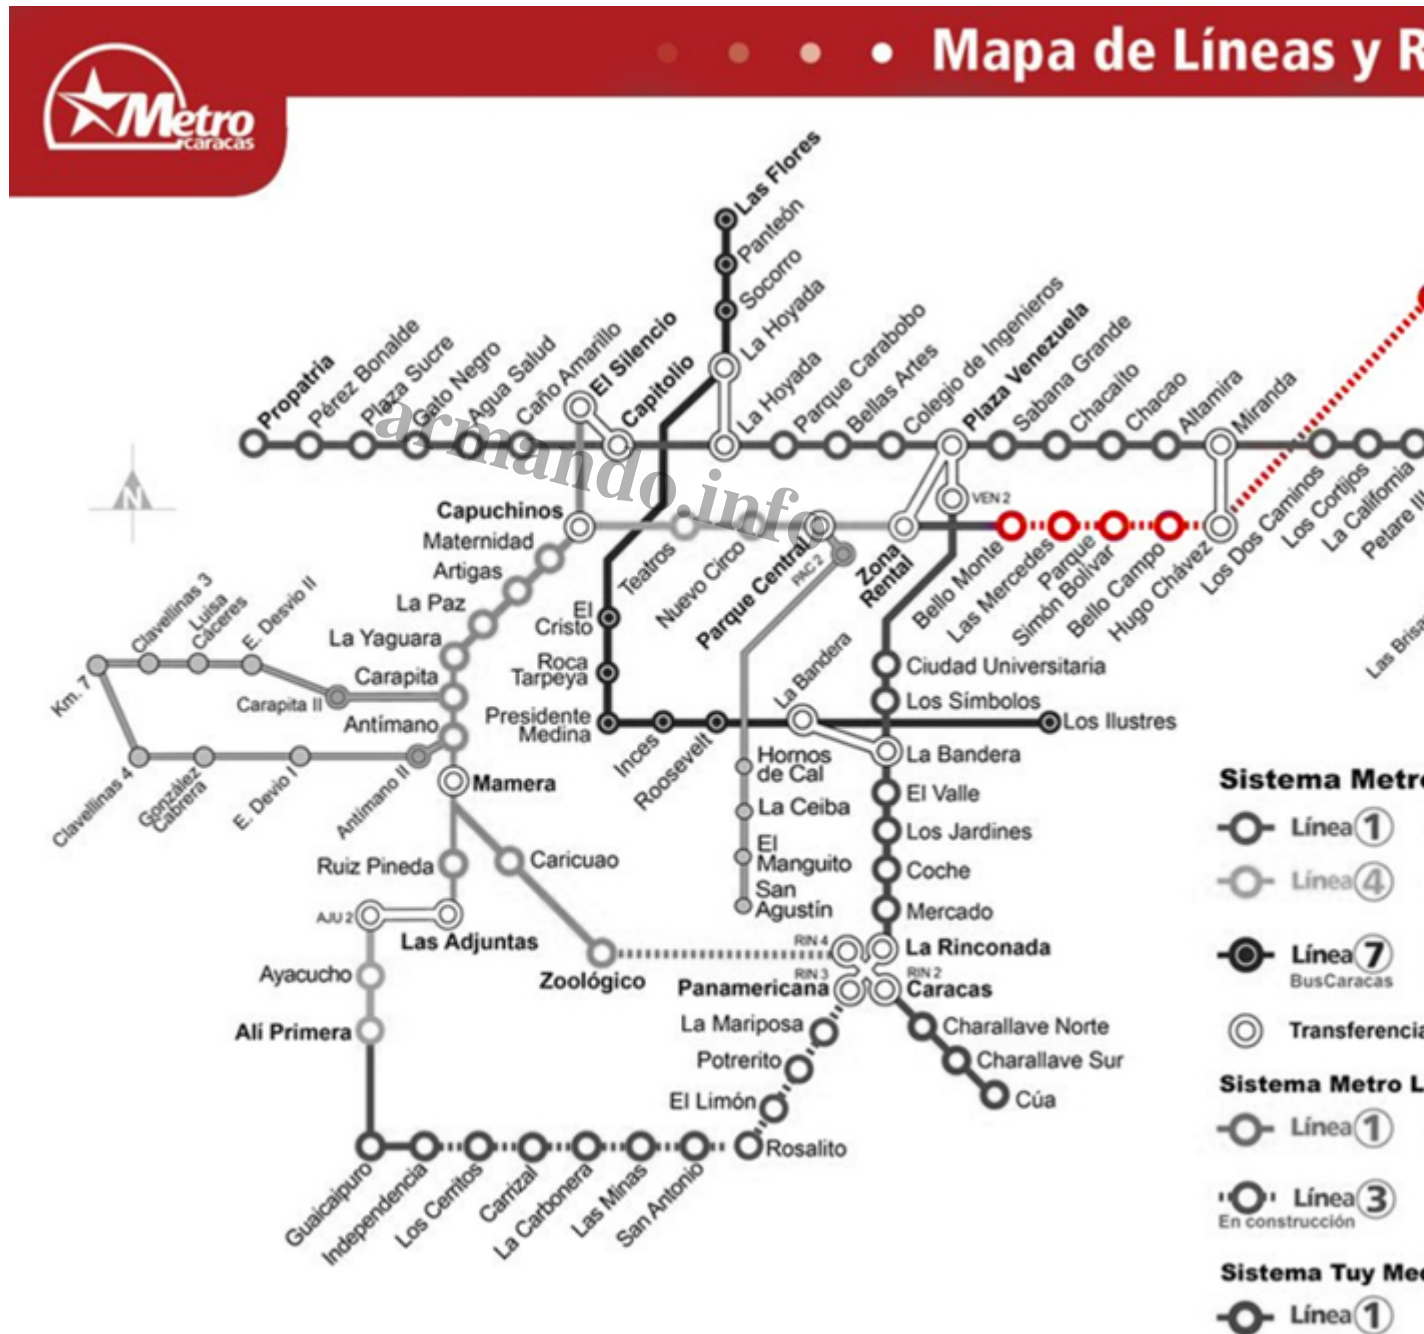 Mapa de Líneas y R
Metro
caracas
Las Flores
Panteón
Socorro
La Hoyada
Propatria
Pérez Bonalde
Plaza Sucre
Gato Negro
Agua Salud
Caño Amarillo
El Silencio
Capitolio
La Hoyada
Parque Carabobo
Bellas Artes
Colegio de Ingenieros
Plaza Venezuela
Sabana Grande
Chacaíto
Chacao
Altamira
Miranda
Los Dos Caminos
Los Cortijos
La California
Petare II
armando.info
N
VEN 2
Capuchinos
Maternidad
Artigas
La Paz
La Yaguara
Carapita
Antímano
Mamera
Teatros
Nuevo Circo
Parque Central
PAC 2
Zona
Rental
Bello Monte
Las Mercedes
Parque
Simón Bolívar
Bello Campo
Hugo Chávez
Las Brisa
Clavellinas 3
Luisa
Cáceres
E. Desvio II
Km. 7
Carapita II
Clavellinas 4
González
Cabrera
E. Devio I
Antímano II
El
Cristo
Roca
Tarpeya
Presidente
Medina
Inces
Roosevelt
La Bandera
Los Ilustres
Ciudad Universitaria
Los Símbolos
La Bandera
El Valle
Los Jardines
Coche
Mercado
La Rinconada
Hornos
de Cal
La Ceiba
El
Manguito
San
Agustín
Ruiz Pineda
Caricuao
AJU 2
Las Adjuntas
Zoológico
RIN 4
RIN 3
RIN 2
Panamericana
Caracas
Ayacucho
Alí Primera
La Mariposa
Potrerito
El Limón
Rosalito
Charallave Norte
Charallave Sur
Cúa
Guaicaipuro
Independencia
Los Cerritos
Carrizal
La Carbonera
Las Minas
San Antonio
Sistema Metro
Línea 1
Línea 4
Línea 7
BusCaracas
Transferencia
Sistema Metro L
Línea 1
Línea 3
En construcción
Sistema Tuy Med
Línea 1